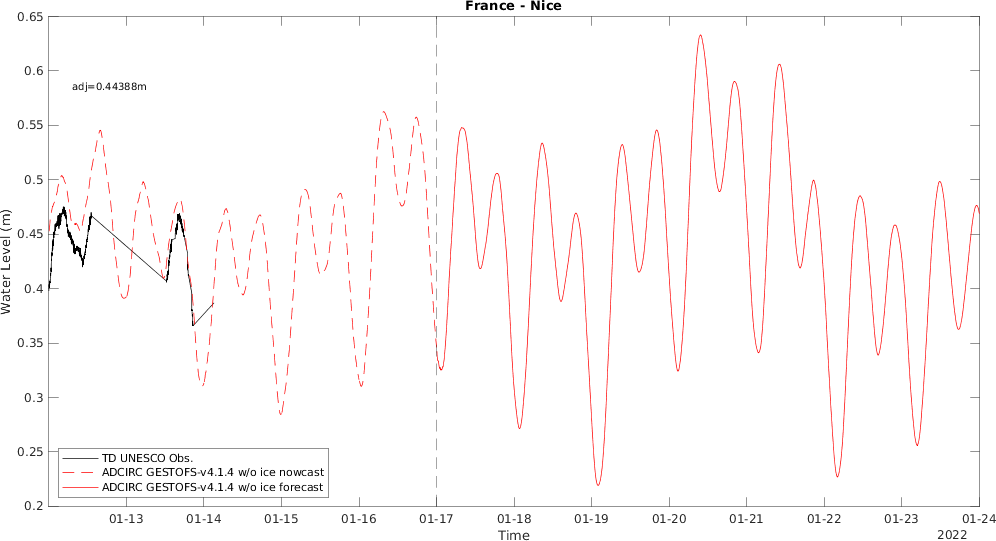 France - Nice
0.65
0.6
0.55
0.5
0.45
0.4
0.35
0.3
0.25
0.2
Water Level (m)
adj=0.44388m
TD UNESCO Obs.
ADCIRC GESTOFS-v4.1.4 w/o ice nowcast
ADCIRC GESTOFS-v4.1.4 w/o ice forecast
01-13 01-14 01-15 01-16 01-17 01-18 01-19 01-20 01-21 01-22 01-23 01-24
Time
2022